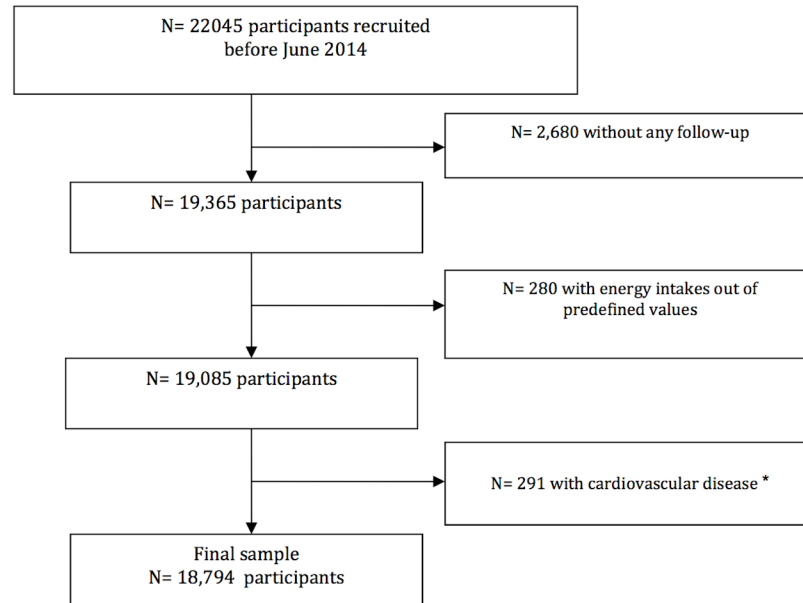 N= 22045 participants recruited
before June 2014
N= 2,680 without any follow-up
N= 19,365 participants
N= 280 with energy intakes out of
predefined values
N= 19,085 participants
N= 291 with cardiovascular disease *
Final sample
N= 18,794 participants